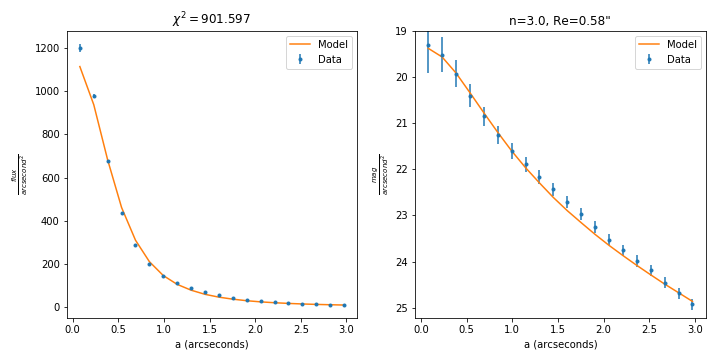 χ² = 901.597
Model
Data
1200
1000
800
600
400
200
0
flux
arcsecond²
0.0 0.5 1.0 1.5 2.0 2.5 3.0
a (arcseconds)
n=3.0, Re=0.58"
Model
Data
19
20
21
22
23
24
25
mag
arcsecond²
0.0 0.5 1.0 1.5 2.0 2.5 3.0
a (arcseconds)